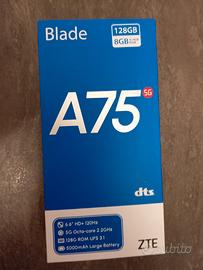 Blade
128GB
8GB
A75
5G
dts
6.6" HD+ 120Hz
5G Octa-core 2.2GHz
128G ROM UFS 3.1
5000mAh Large Battery
ZTE
subito